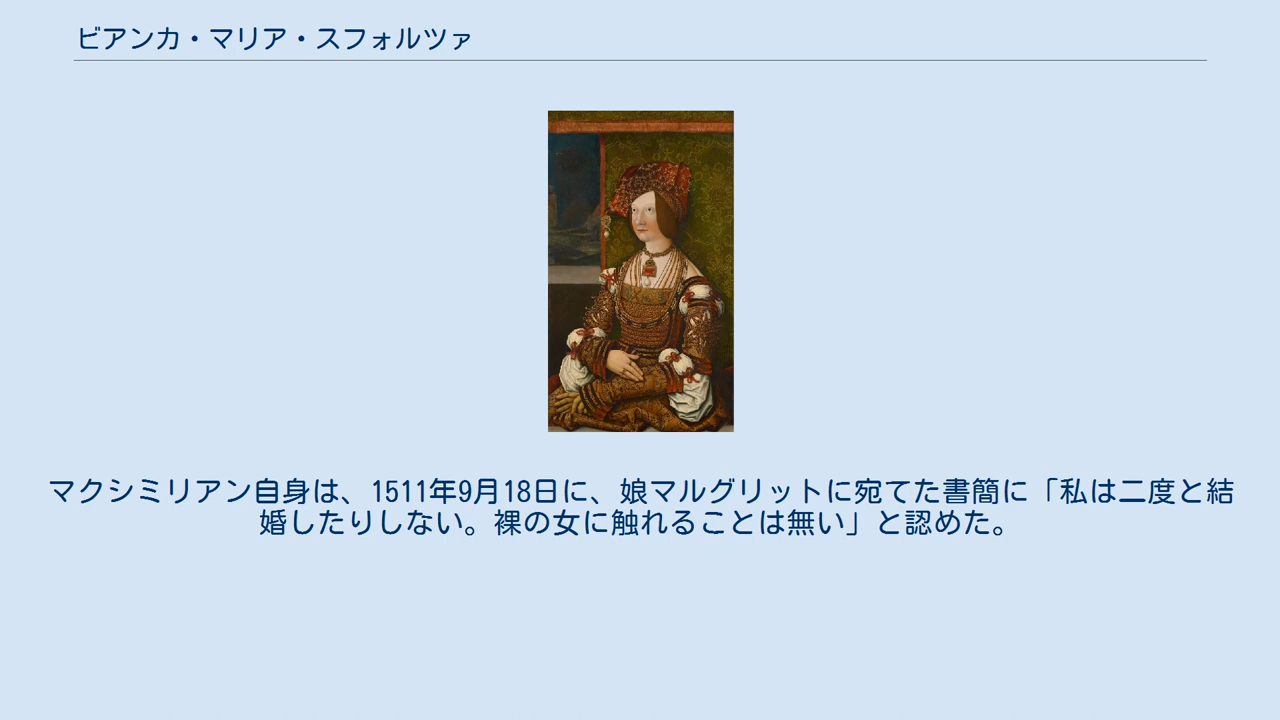 ビアンカ・マリア・スフォルツァ
マクシミリアン自身は、1511年9月18日に、娘マルグリットに宛てた書簡に「私は二度と結
婚したりしない。裸の女に触れることは無い」と認めた。